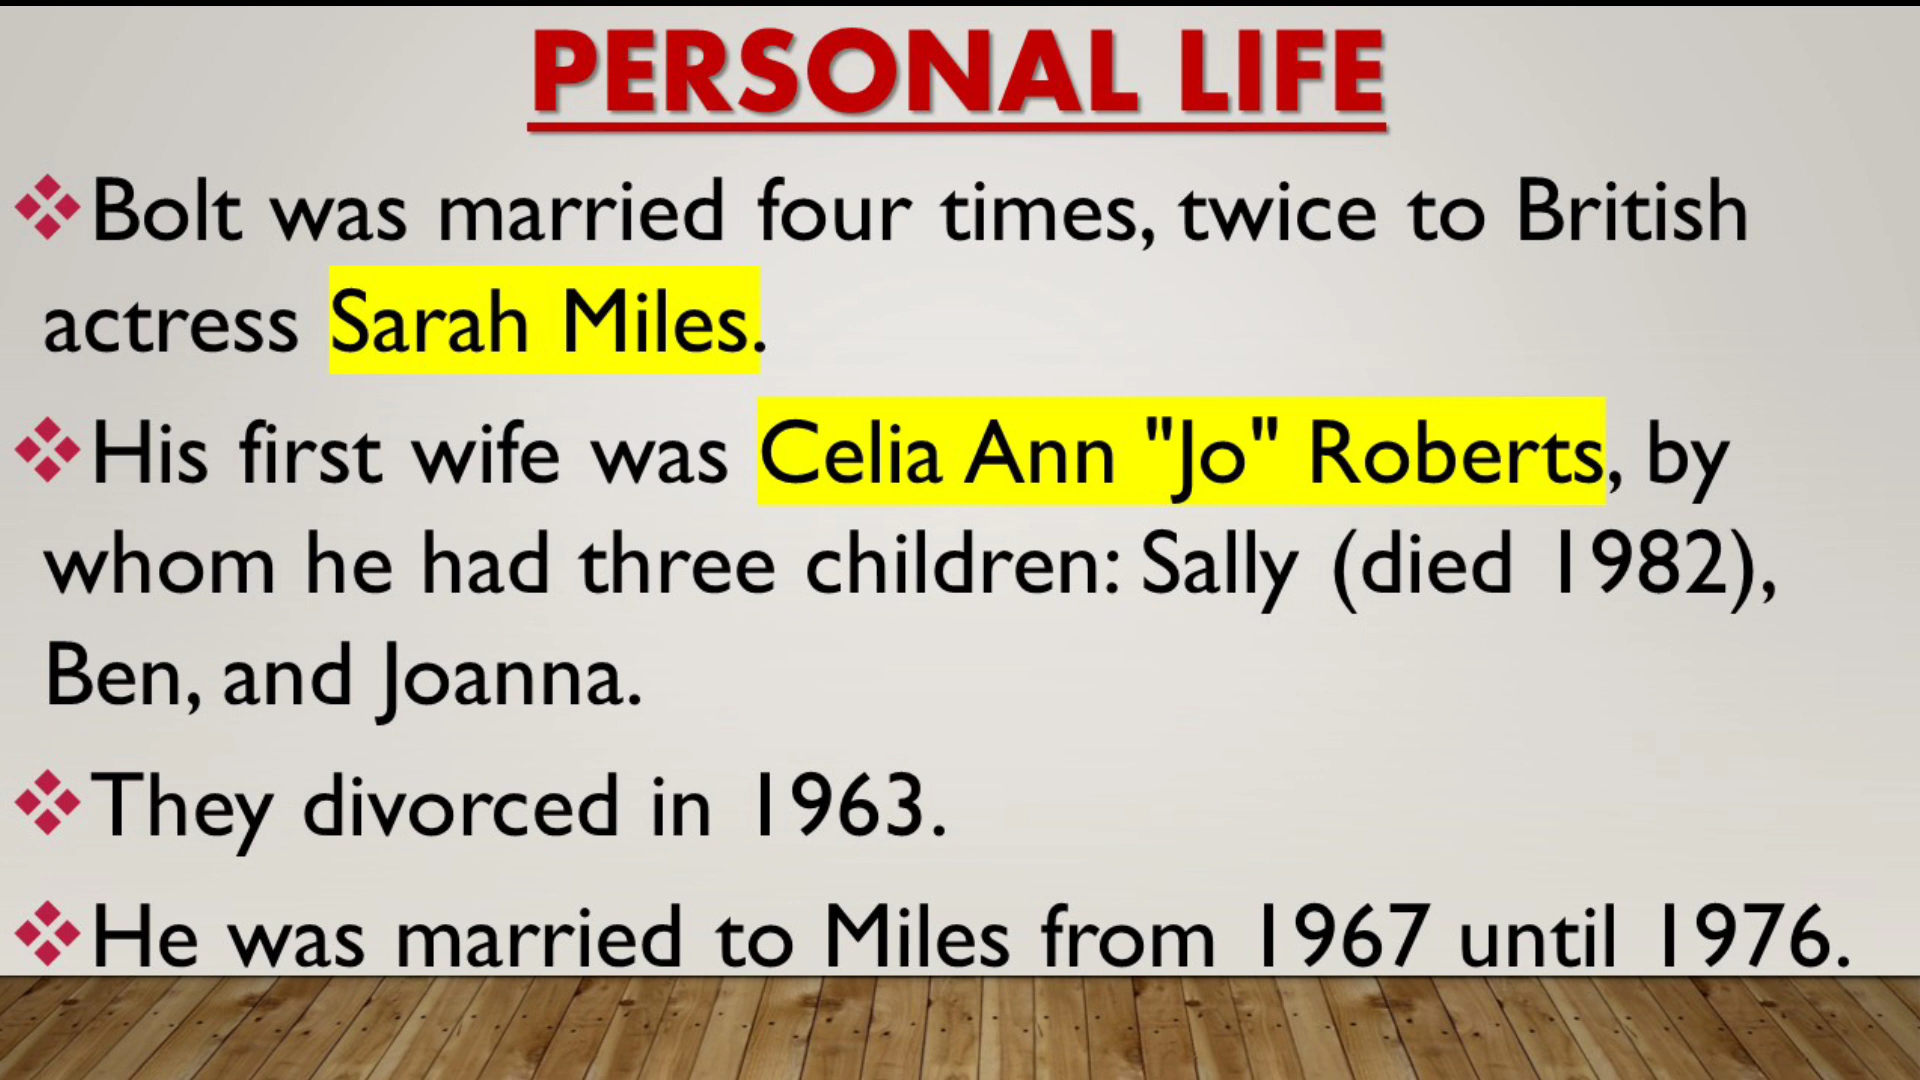 PERSONAL LIFE
❖Bolt was married four times, twice to British
actress Sarah Miles.
❖His first wife was Celia Ann "Jo" Roberts, by
whom he had three children: Sally (died 1982),
Ben, and Joanna.
❖They divorced in 1963.
❖He was married to Miles from 1967 until 1976.